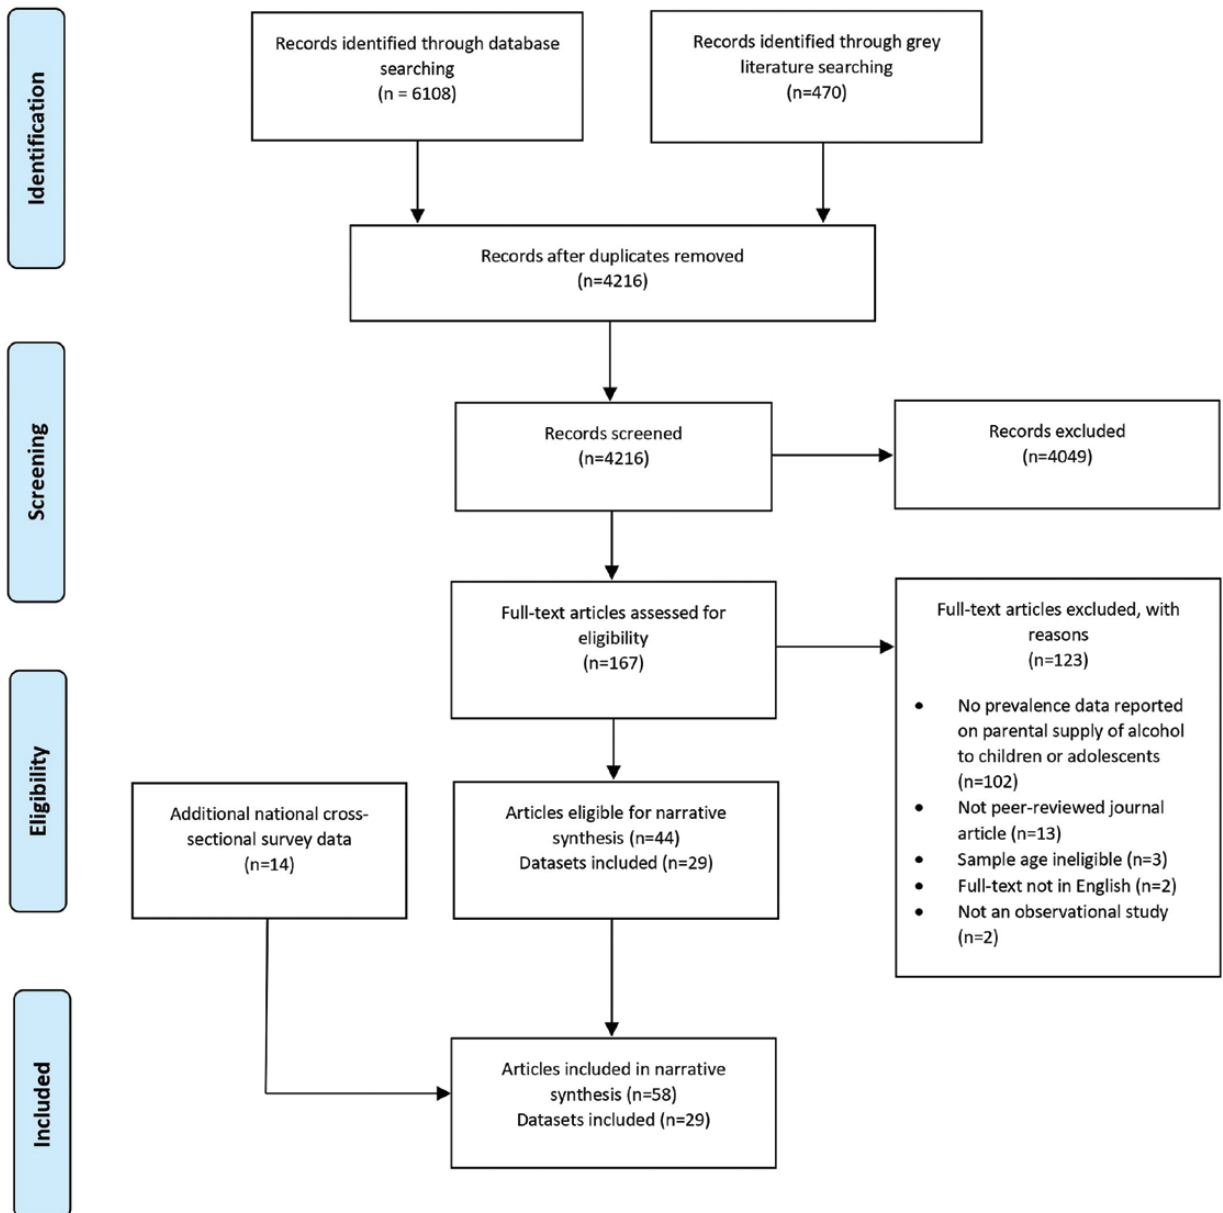 Identification
Records identified through database
searching
(n = 6108)
Records identified through grey
literature searching
(n=470)
Records after duplicates removed
(n=4216)
Screening
Records screened
(n=4216)
Records excluded
(n=4049)
Full-text articles assessed for
eligibility
(n=167)
Full-text articles excluded, with
reasons
(n=123)
• No prevalence data reported
on parental supply of alcohol
to children or adolescents
(n=102)
• Not peer-reviewed journal
article (n=13)
• Sample age ineligible (n=3)
• Full-text not in English (n=2)
• Not an observational study
(n=2)
Eligibility
Additional national cross-
sectional survey data
(n=14)
Articles eligible for narrative
synthesis (n=44)
Datasets included (n=29)
Included
Articles included in narrative
synthesis (n=58)
Datasets included (n=29)